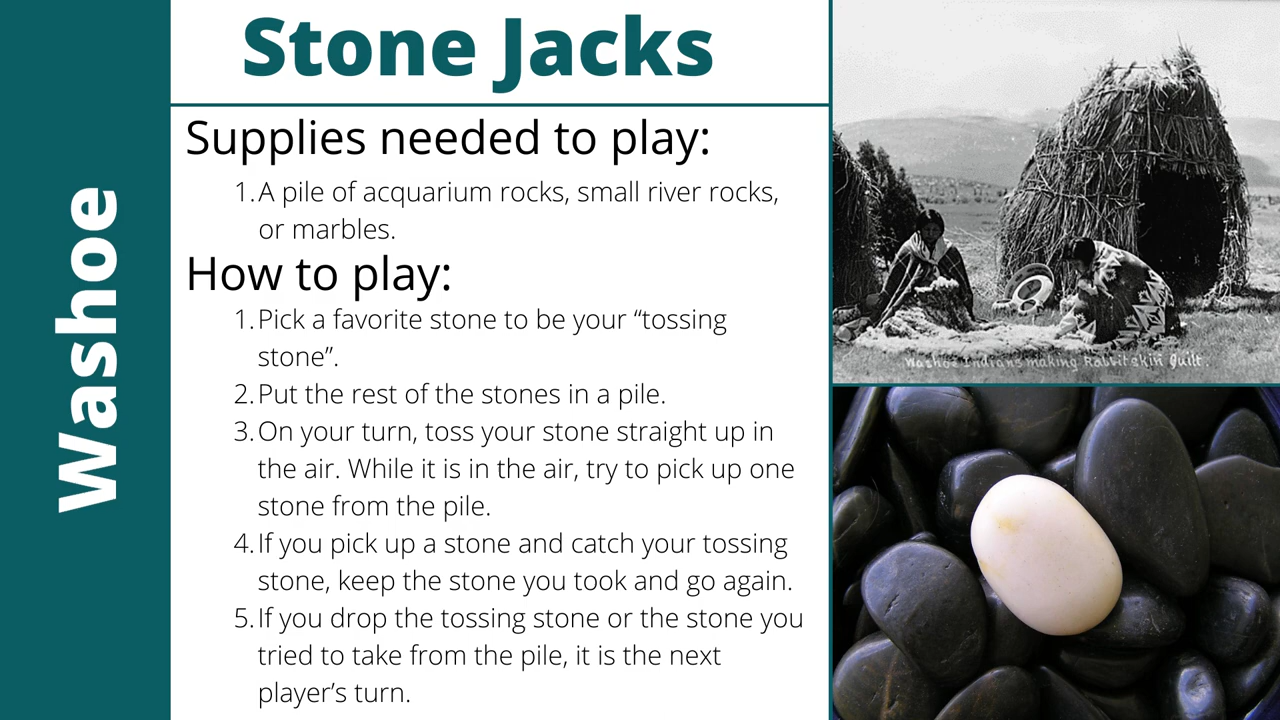 Washoe
Stone Jacks
Supplies needed to play:
1. A pile of acquarium rocks, small river rocks,
or marbles.
How to play:
1. Pick a favorite stone to be your “tossing
stone”.
2. Put the rest of the stones in a pile.
3. On your turn, toss your stone straight up in
the air. While it is in the air, try to pick up one
stone from the pile.
4. If you pick up a stone and catch your tossing
stone, keep the stone you took and go again.
5. If you drop the tossing stone or the stone you
tried to take from the pile, it is the next
player’s turn.
Washoe Indians making Rabbit skin Quilt.